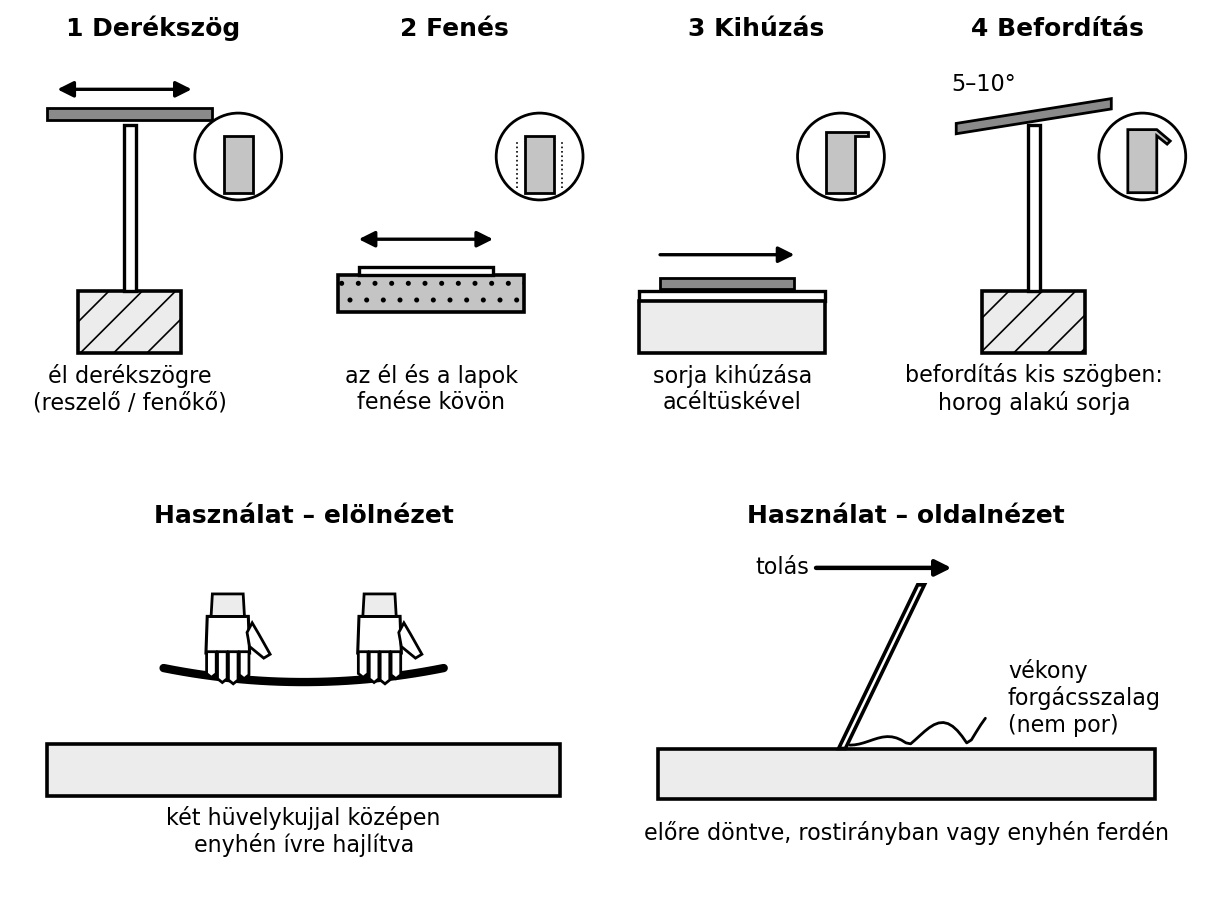 1 Derékszög
2 Fenés
3 Kihúzás
4 Befordítás
5–10°
él derékszögre
(reszelő / fenőkő)
az él és a lapok
fenése kövön
sorja kihúzása
acéltüskével
befordítás kis szögben:
horog alakú sorja
Használat – elölnézet
Használat – oldalnézet
tolás
vékony
forgácsszalag
(nem por)
két hüvelykujjal középen
enyhén ívre hajlítva
előre döntve, rostirányban vagy enyhén ferdén